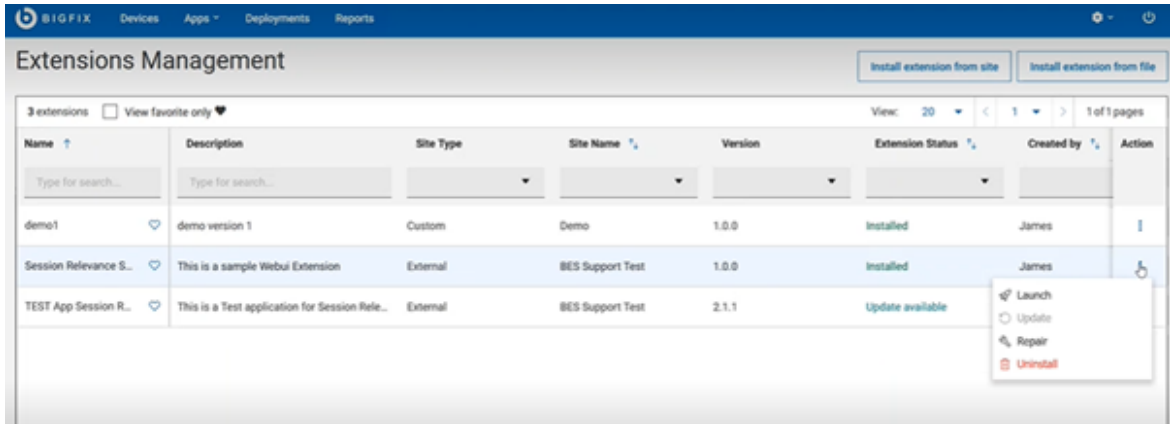 BIGFIX Devices Apps Deployments Reports
Extensions Management
Install extension from site Install extension from file
3 extensions View favorite only View: 20 1 1 of 1 pages
Name Description Site Type Site Name Version Extension Status Created by Action
Type for search... Type for search...
demo1 demo version 1 Custom Demo 1.0.0 Installed James
Session Relevance S... This is a sample Webui Extension External BES Support Test 1.0.0 Installed James
TEST App Session R... This is a Test application for Session Rele... External BES Support Test 2.1.1 Update available
Launch
Update
Repair
Uninstall